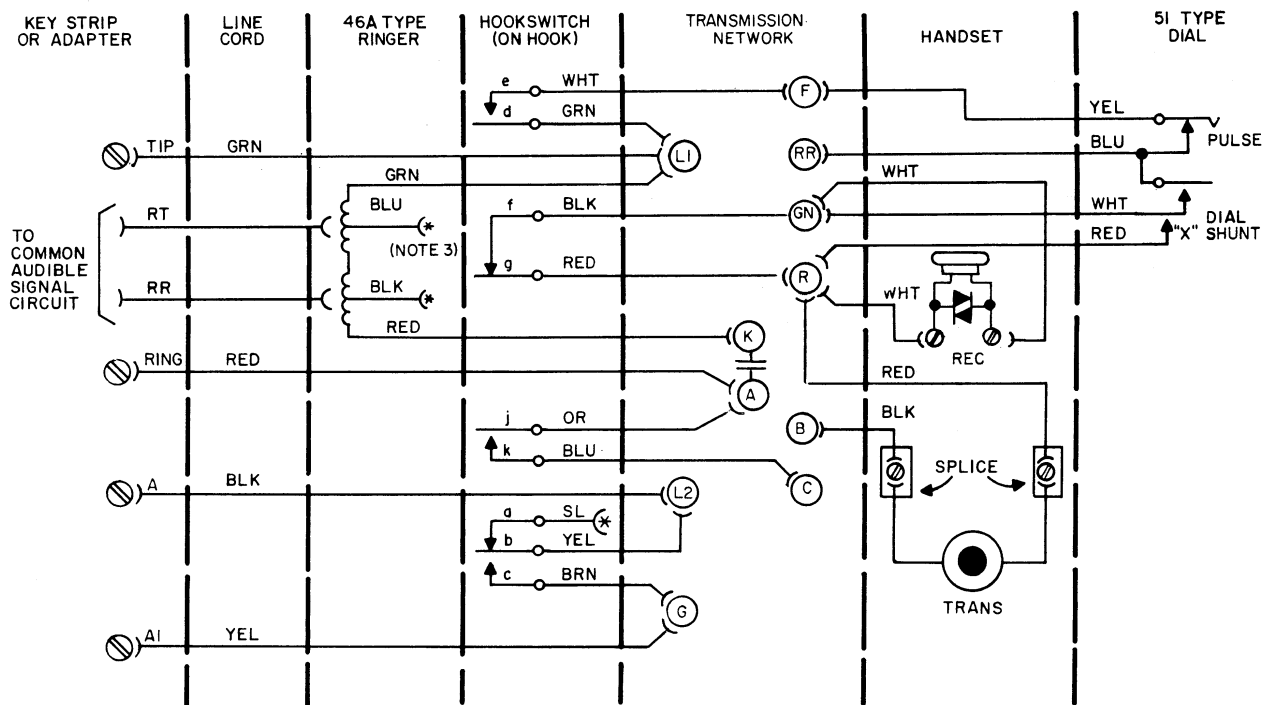 KEY STRIP
OR ADAPTER
LINE
CORD
46A TYPE
RINGER
HOOKSWITCH
(ON HOOK)
TRANSMISSION
NETWORK
HANDSET
51 TYPE
DIAL
e WHT F
d GRN
YEL
PULSE
TIP GRN L1 RR BLU
GRN WHT
RT BLU * f BLK GN WHT
(NOTE 3)
RED "X" DIAL
SHUNT
TO
COMMON
AUDIBLE
SIGNAL
CIRCUIT
g RED R
RR BLK * WHT
RED K REC
RING RED A RED
j OR B BLK
k BLU C
SPLICE
A BLK L2
a SL *
b YEL
c BRN G
TRANS
A1 YEL